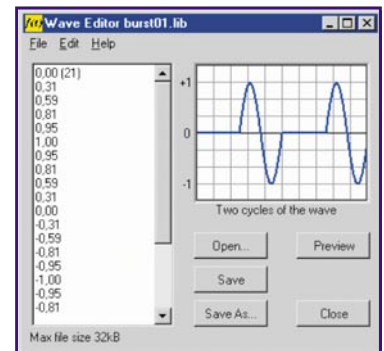 f(t) Wave Editor burst01.lib
File Edit Help
0,00 (21)
0,31
0,59
0,81
0,95
1,00
0,95
0,81
0,59
0,31
0,00
-0,31
-0,59
-0,81
-0,95
-1,00
-0,95
-0,81
+1
0
-1
Two cycles of the wave
Open...
Preview
Save
Save As...
Close
Max file size 32kB